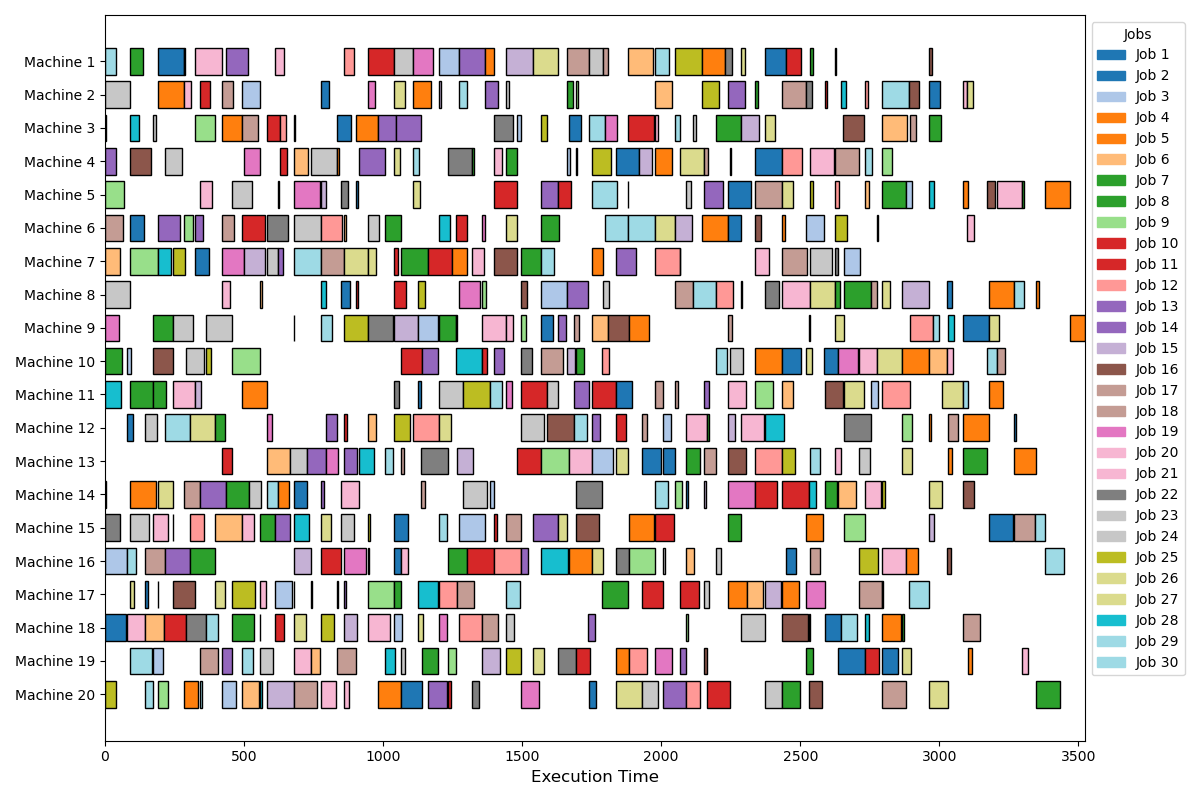 Machine 1
Machine 2
Machine 3
Machine 4
Machine 5
Machine 6
Machine 7
Machine 8
Machine 9
Machine 10
Machine 11
Machine 12
Machine 13
Machine 14
Machine 15
Machine 16
Machine 17
Machine 18
Machine 19
Machine 20
0 500 1000 1500 2000 2500 3000 3500
Execution Time
Jobs
Job 1
Job 2
Job 3
Job 4
Job 5
Job 6
Job 7
Job 8
Job 9
Job 10
Job 11
Job 12
Job 13
Job 14
Job 15
Job 16
Job 17
Job 18
Job 19
Job 20
Job 21
Job 22
Job 23
Job 24
Job 25
Job 26
Job 27
Job 28
Job 29
Job 30